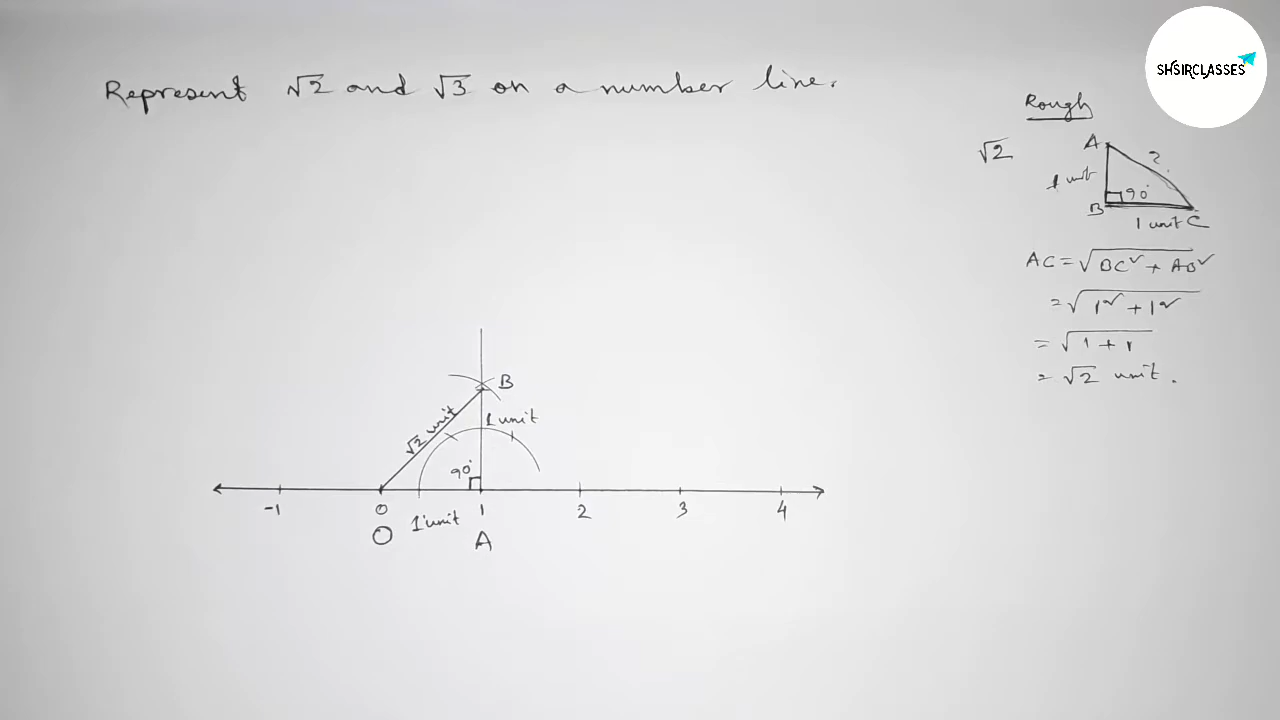 Represent √2 and √3 on a number line.
SHSIRCLASSES
Rough
√2
A
?
1 unit
90°
B
1 unit C
AC = √BC² + AB²
= √1² + 1²
= √1 + 1
= √2 unit.
B
√2 unit
1 unit
90°
-1 0 1 2 3 4
1 unit
O A